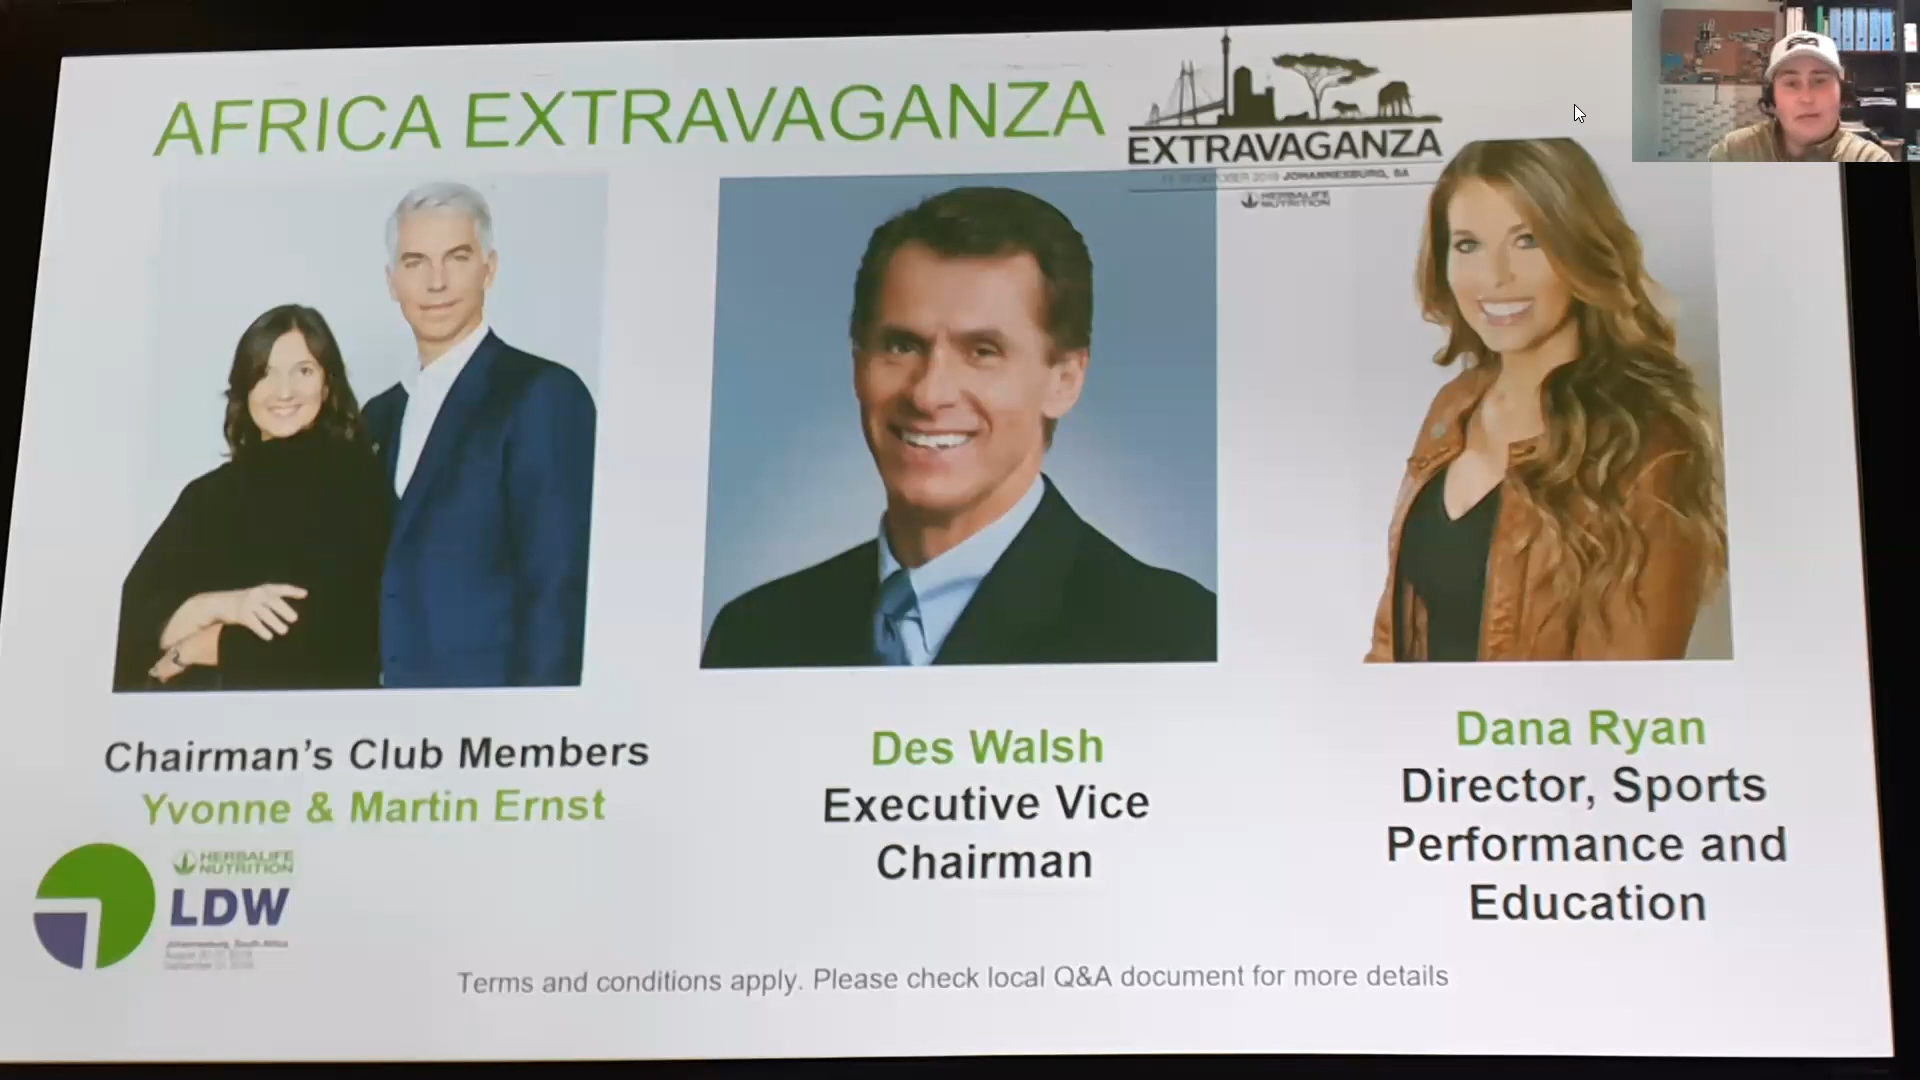 AFRICA EXTRAVAGANZA
EXTRAVAGANZA
OCTOBER 2019 JOHANNESBURG, SA
HERBALIFE
NUTRITION
Chairman's Club Members
Yvonne & Martin Ernst
Des Walsh
Executive Vice
Chairman
Dana Ryan
Director, Sports
Performance and
Education
HERBALIFE
NUTRITION
LDW
Johannesburg, South Africa
Terms and conditions apply. Please check local Q&A document for more details